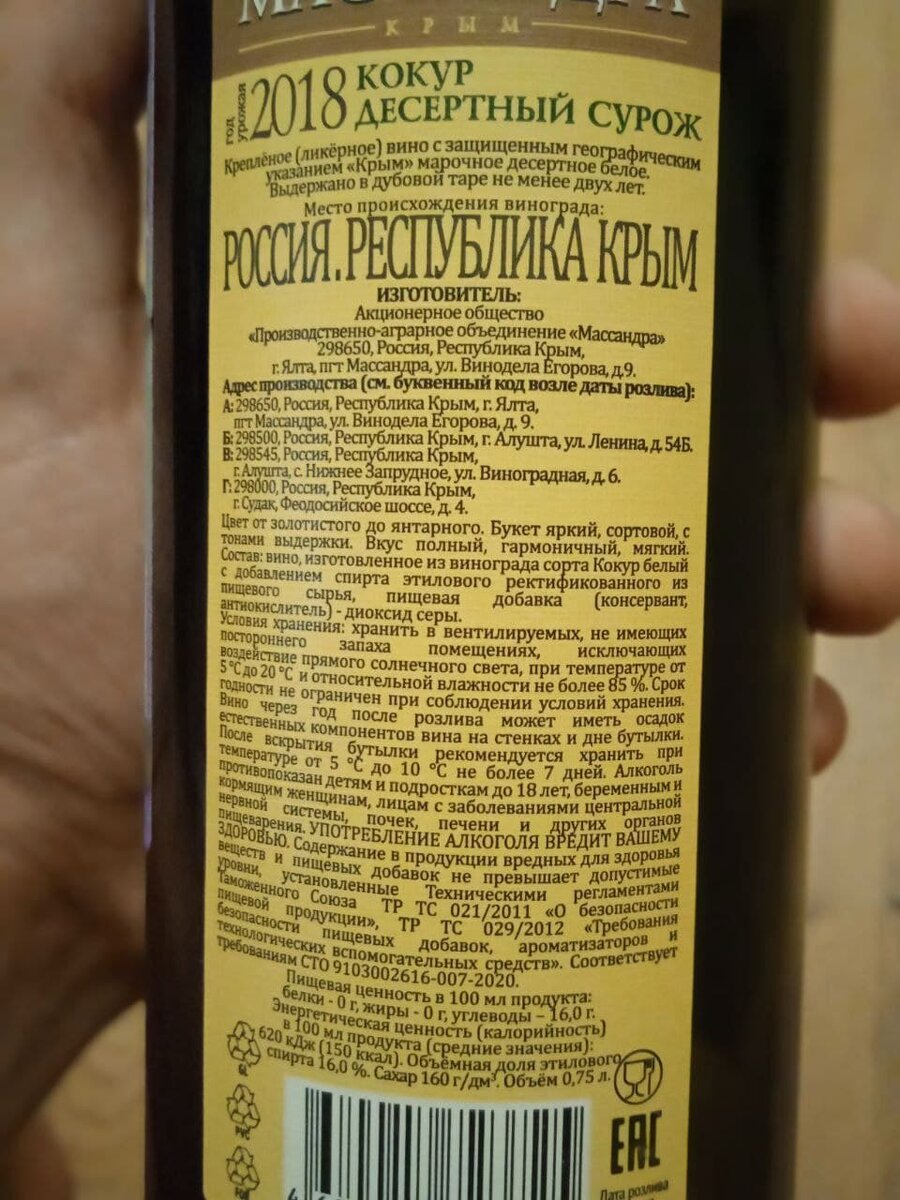 КРЫМ
год урожая 2018 КОКУР
ДЕСЕРТНЫЙ СУРОЖ
Креплёное (ликёрное) вино с защищенным географическим
указанием «Крым» марочное десертное белое.
Выдержано в дубовой таре не менее двух лет.
Место происхождения винограда:
РОССИЯ. РЕСПУБЛИКА КРЫМ
ИЗГОТОВИТЕЛЬ:
Акционерное общество
«Производственно-аграрное объединение «Массандра»
298650, Россия, Республика Крым,
г. Ялта, пгт Массандра, ул. Винодела Егорова, д.9.
Адрес производства (см. буквенный код возле даты розлива):
А: 298650, Россия, Республика Крым, г. Ялта,
пгт Массандра, ул. Винодела Егорова, д. 9.
Б: 298500, Россия, Республика Крым, г. Алушта, ул. Ленина, д. 54Б.
В: 298545, Россия, Республика Крым,
г. Алушта, с. Нижнее Запрудное, ул. Виноградная, д. 6.
Г: 298000, Россия, Республика Крым,
г. Судак, Феодосийское шоссе, д. 4.
Цвет от золотистого до янтарного. Букет яркий, сортовой, с
тонами выдержки. Вкус полный, гармоничный, мягкий.
Состав: вино, изготовленное из винограда сорта Кокур белый
с добавлением спирта этилового ректификованного из
пищевого сырья, пищевая добавка (консервант,
антиокислитель) - диоксид серы.
Условия хранения: хранить в вентилируемых, не имеющих
постороннего запаха помещениях, исключающих
воздействие прямого солнечного света, при температуре от
5 °С до 20 °С и относительной влажности не более 85 %. Срок
годности не ограничен при соблюдении условий хранения.
Вино через год после розлива может иметь осадок
естественных компонентов вина на стенках и дне бутылки.
После вскрытия бутылки рекомендуется хранить при
температуре от 5 °С до 10 °С не более 7 дней. Алкоголь
противопоказан детям и подросткам до 18 лет, беременным и
кормящим женщинам, лицам с заболеваниями центральной
нервной системы, почек, печени и других органов
пищеварения. УПОТРЕБЛЕНИЕ АЛКОГОЛЯ ВРЕДИТ ВАШЕМУ
ЗДОРОВЬЮ. Содержание в продукции вредных для здоровья
веществ и пищевых добавок не превышает допустимые
уровни, установленные Техническими регламентами
Таможенного Союза ТР ТС 021/2011 «О безопасности
пищевой продукции», ТР ТС 029/2012 «Требования
безопасности пищевых добавок, ароматизаторов и
технологических вспомогательных средств». Соответствует
требованиям СТО 9103002616-007-2020.
Пищевая ценность в 100 мл продукта:
белки - 0 г, жиры - 0 г, углеводы – 16,0 г.
Энергетическая ценность (калорийность)
в 100 мл продукта (средние значения):
620 кДж (150 ккал). Объёмная доля этилового
спирта 16,0 %. Сахар 160 г/дм³. Объём 0,75 л.
EAC
Дата розлива